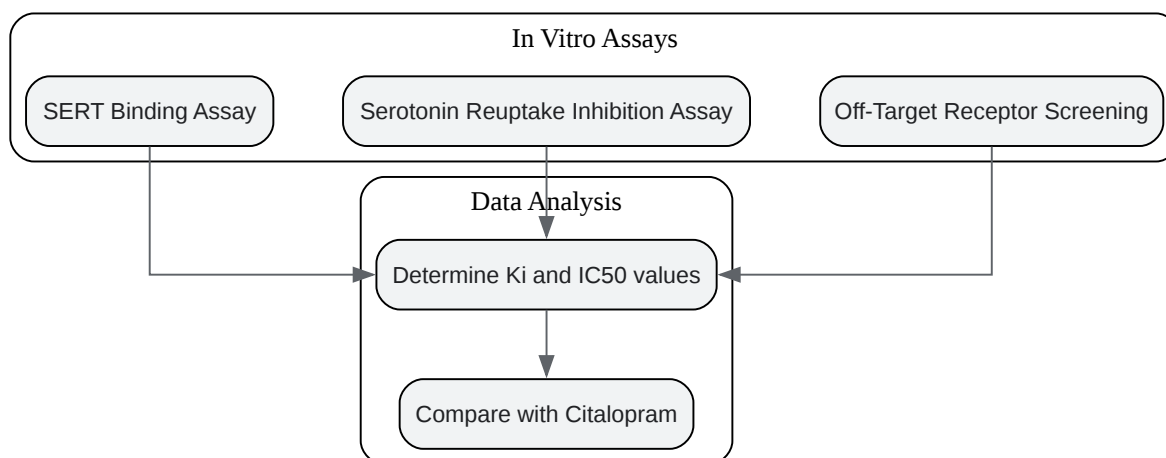 In Vitro Assays
SERT Binding Assay
Serotonin Reuptake Inhibition Assay
Off-Target Receptor Screening
Data Analysis
Determine Ki and IC50 values
Compare with Citalopram